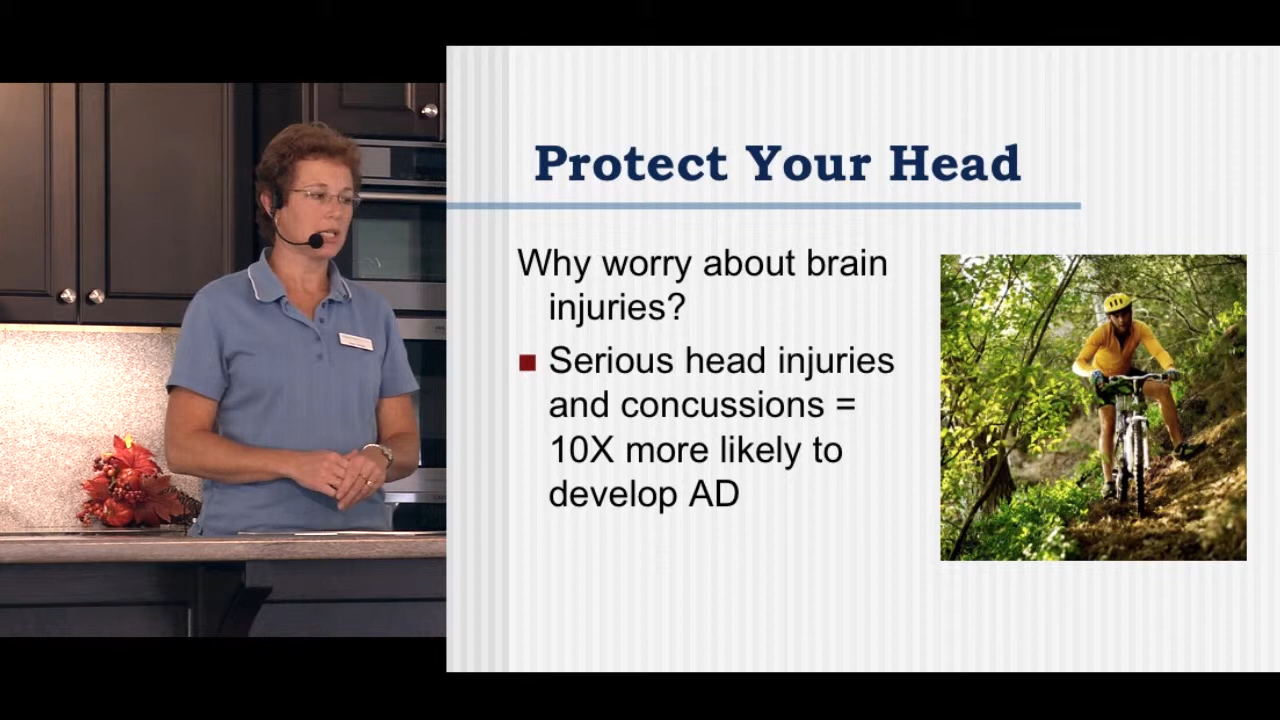 Protect Your Head
Why worry about brain
injuries?
Serious head injuries
and concussions =
10X more likely to
develop AD